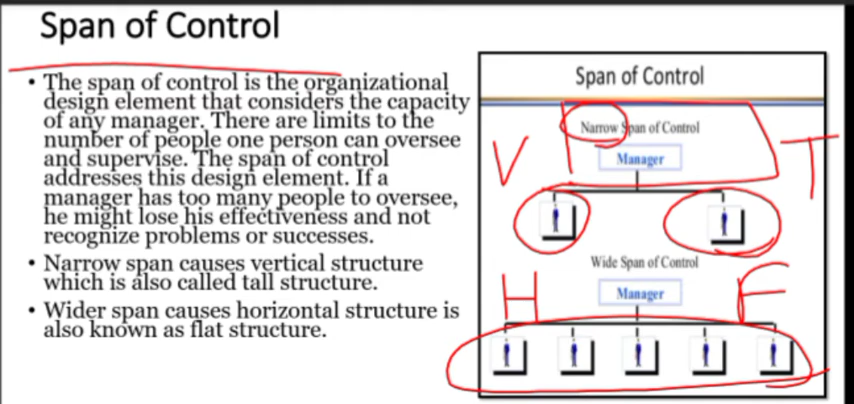 Span of Control
• The span of control is the organizational
design element that considers the capacity
of any manager. There are limits to the
number of people one person can oversee
and supervise. The span of control
addresses this design element. If a
manager has too many people to oversee,
he might lose his effectiveness and not
recognize problems or successes.
• Narrow span causes vertical structure
which is also called tall structure.
• Wider span causes horizontal structure is
also known as flat structure.
Span of Control
Narrow Span of Control
V
Manager
T
Wide Span of Control
H
Manager
F